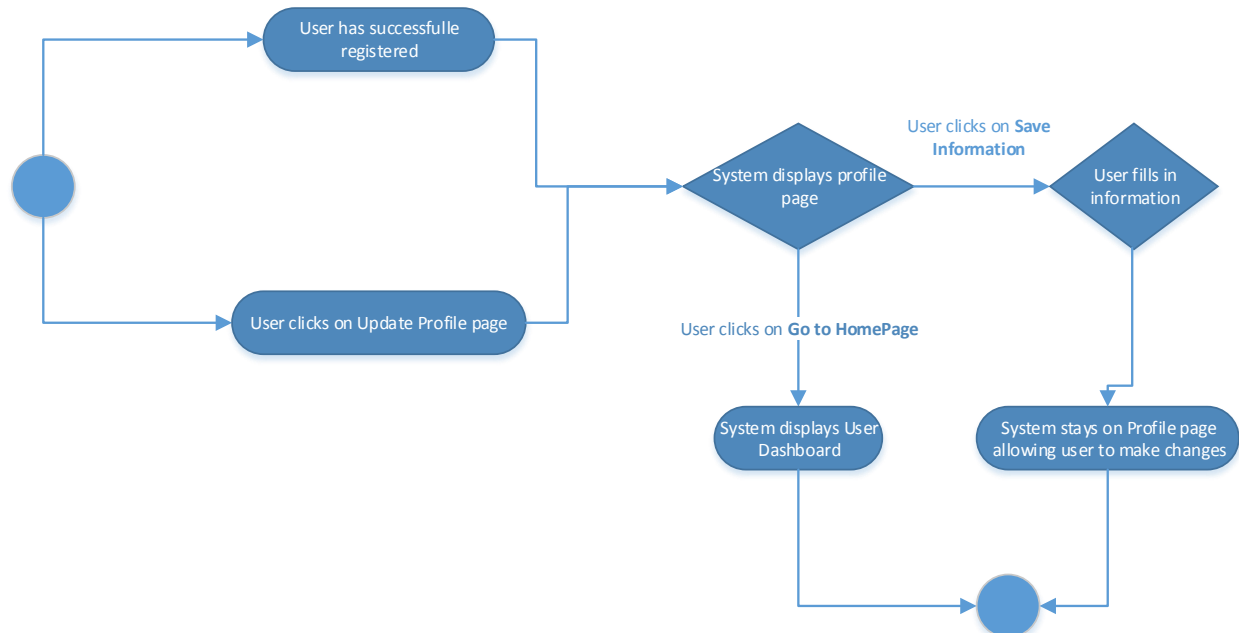 User has successfulle
registered
User clicks on Save
Information
System displays profile
page
User fills in
information
User clicks on Update Profile page
User clicks on Go to HomePage
System displays User
Dashboard
System stays on Profile page
allowing user to make changes